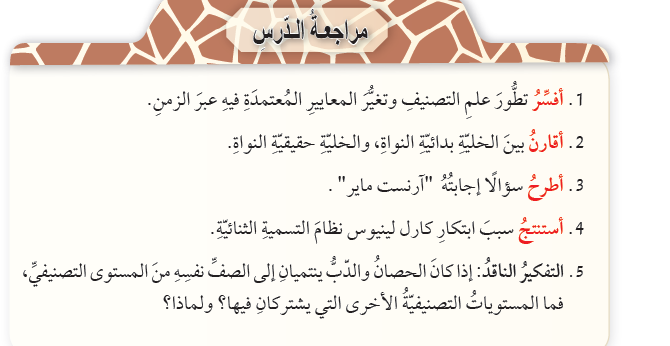 مراجعةُ الدّرسِ
1. أفسِّرُ تطُّورَ علمِ التصنيفِ وتغيُّرَ المعاييرِ المُعتمدَةِ فيهِ عبرَ الزمنِ.
2. أقارنُ بينَ الخليّةِ بدائيّةِ النواةِ، والخليّةِ حقيقيّةِ النواةِ.
3. أطرحُ سؤالًا إجابتُهُ "آرنست ماير" .
4. أستنتجُ سببَ ابتكارِ كارل لينيوس نظامَ التسميةِ الثنائيّةِ.
5. التفكيرُ الناقدُ: إذا كانَ الحصانُ والدّبُّ ينتميانِ إلى الصفِّ نفسِهِ منَ المستوى التصنيفيِّ،
فما المستوياتُ التصنيفيّةُ الأخرى التي يشتركانِ فيها؟ ولماذا؟